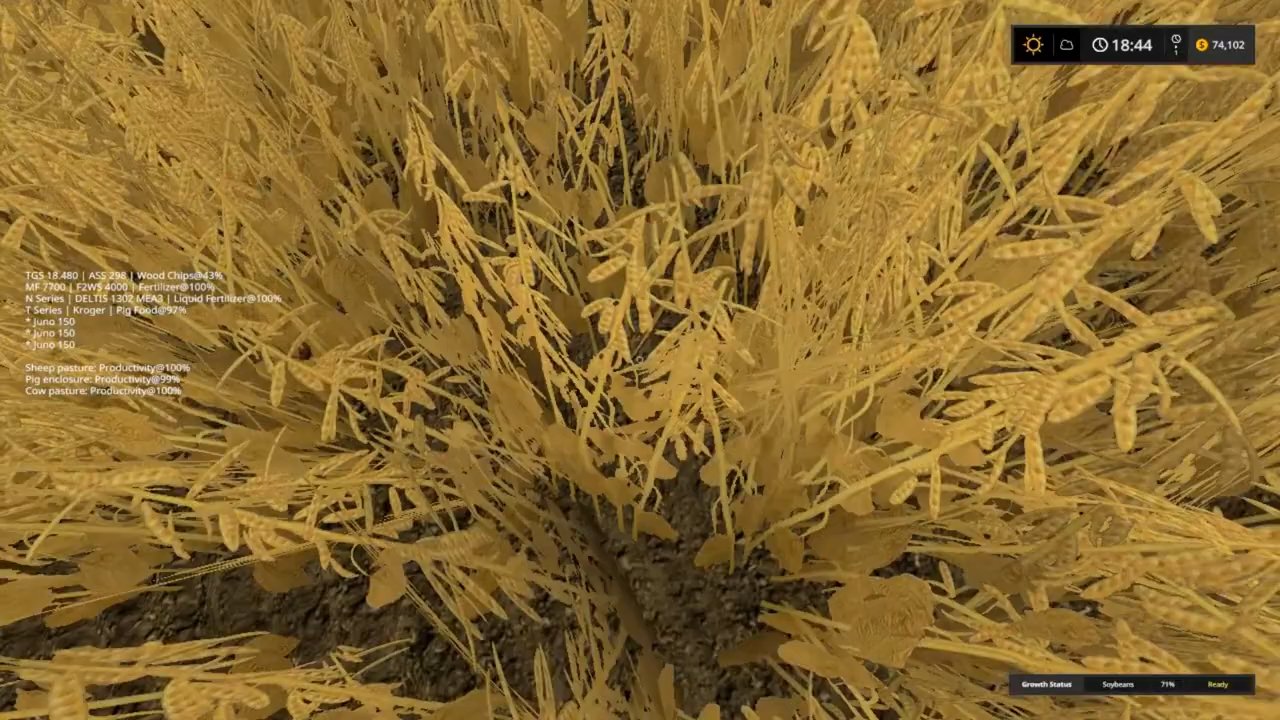 18:44 1 74,102
TGS 18.480 | ASS 298 | Wood Chips@43%
MF 7700 | F2WS 4000 | Fertilizer@100%
N Series | DELTIS 1302 MEA3 | Liquid Fertilizer@100%
T Series | Kroger | Pig Food@97%
* Juno 150
* Juno 150
* Juno 150
Sheep pasture: Productivity@100%
Pig enclosure: Productivity@99%
Cow pasture: Productivity@100%
Growth Status Soybeans 71% Ready